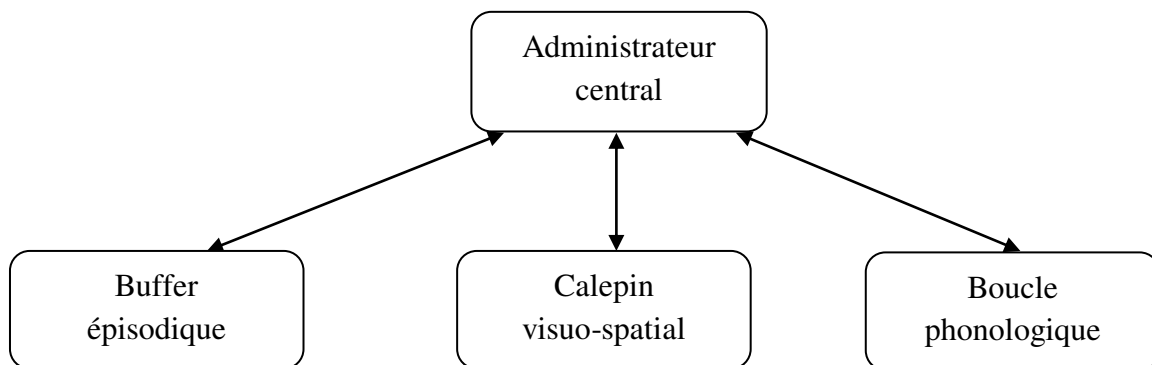 Administrateur
central
Buffer
épisodique
Calepin
visuo-spatial
Boucle
phonologique